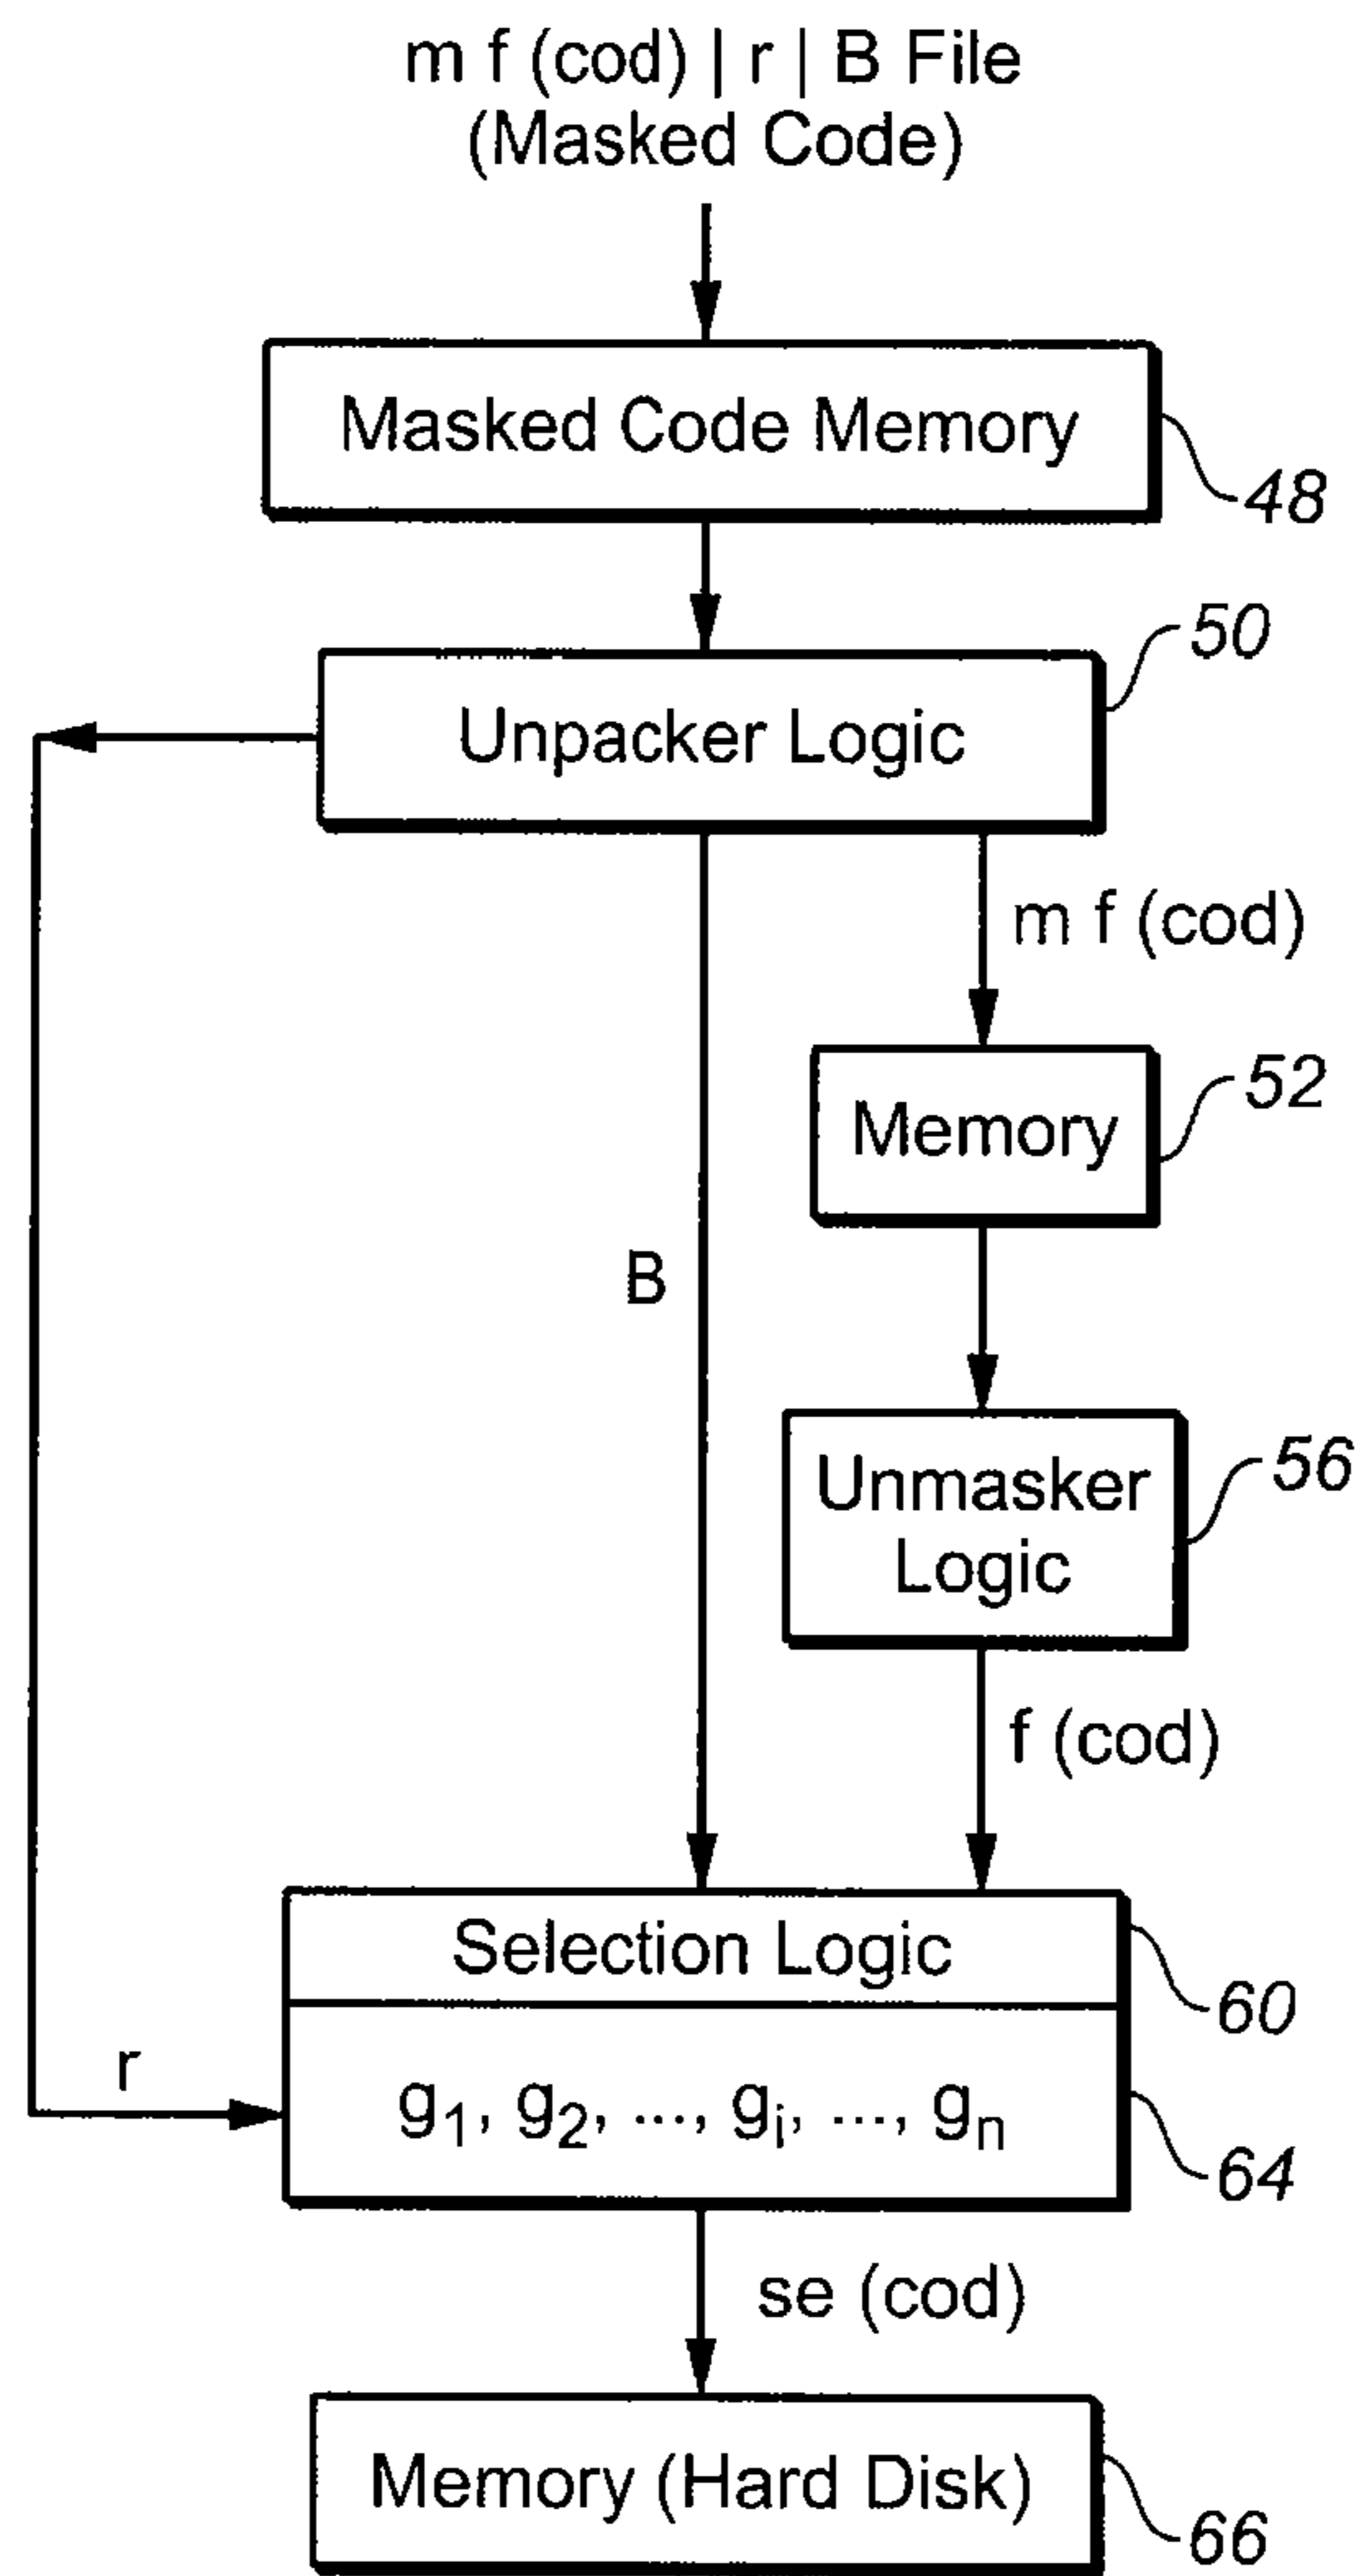 m f (cod) | r | B File
(Masked Code)
Masked Code Memory
48
50
Unpacker Logic
m f (cod)
52
Memory
B
56
Unmasker
Logic
f (cod)
Selection Logic
60
r
g1, g2, ..., gi, ..., gn
64
se (cod)
Memory (Hard Disk)
66